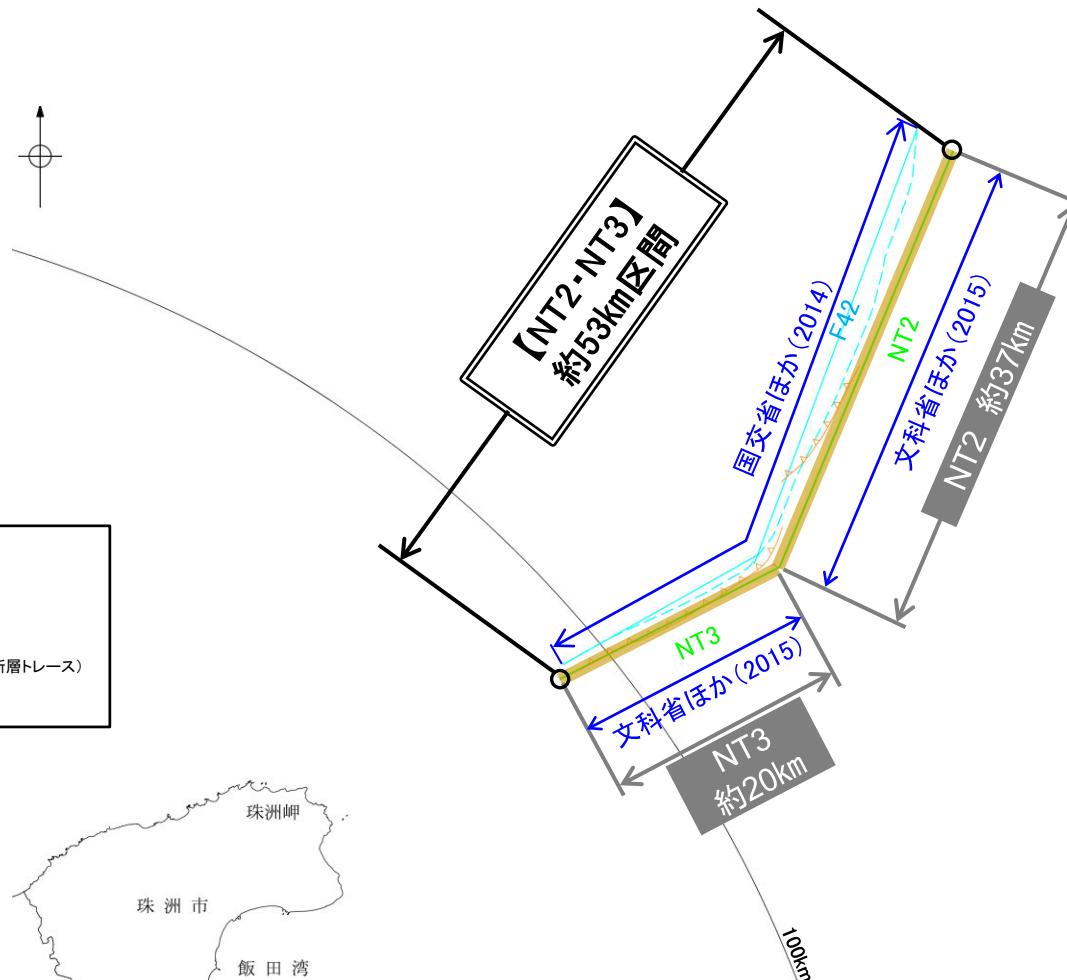 【NT2・NT3】
約53km区間
国交省ほか(2014)
F42
NT2
文科省ほか(2015)
NT2 約37km
NT3
文科省ほか(2015)
NT3
約20km
層トレース)
珠洲岬
珠洲市
飯田湾
100km